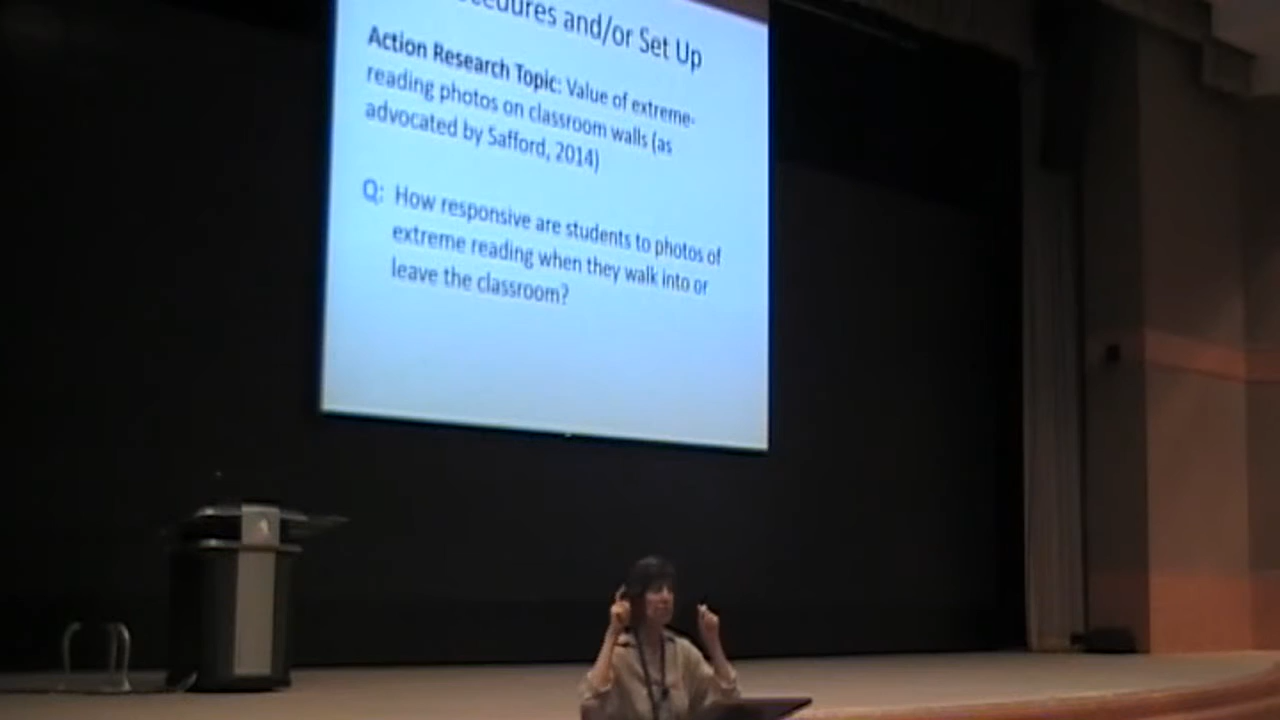 and/or Set Up
Action Research Topic: Value of extreme-
reading photos on classroom walls (as
advocated by Safford, 2014)
Q: How responsive are students to photos of
extreme reading when they walk into or
leave the classroom?